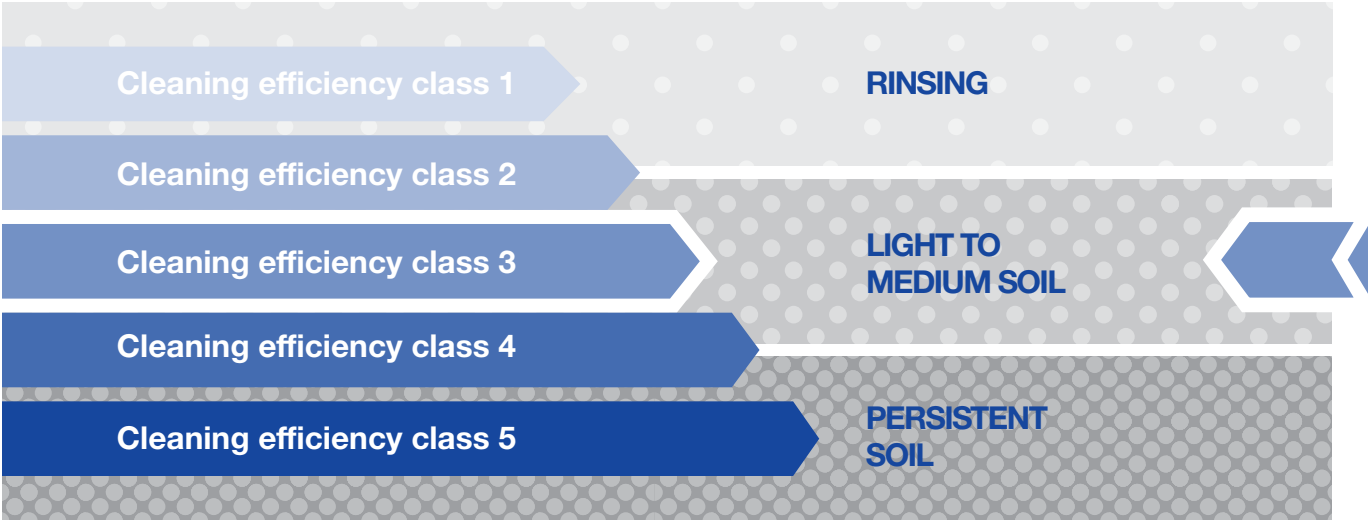 Cleaning efficiency class 1
RINSING
Cleaning efficiency class 2
Cleaning efficiency class 3
LIGHT TO
MEDIUM SOIL
Cleaning efficiency class 4
Cleaning efficiency class 5
PERSISTENT
SOIL